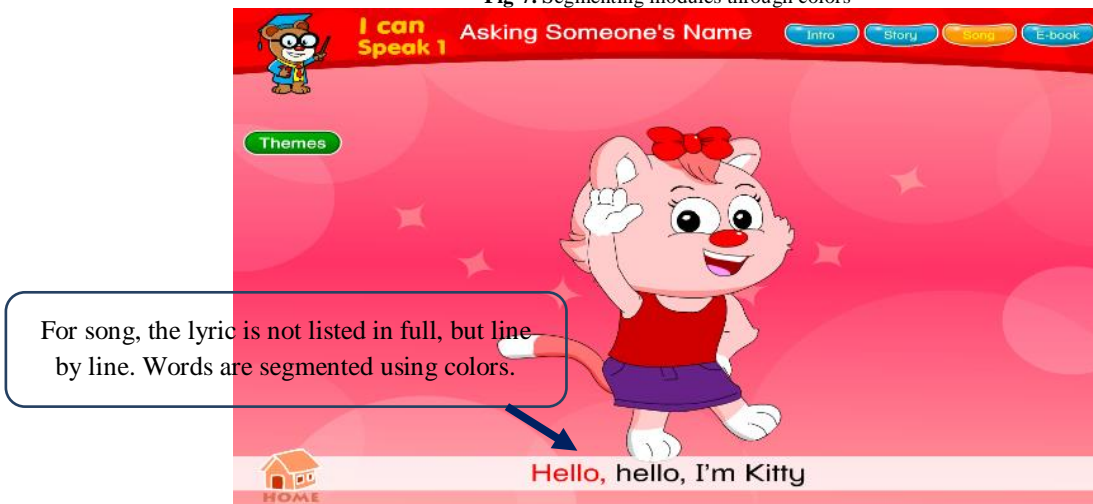 Fig 7. Segmenting modules through colors
I can
Speak 1
Asking Someone's Name
Intro
Story
Song
E-book
Themes
For song, the lyric is not listed in full, but line
by line. Words are segmented using colors.
Hello, hello, I'm Kitty
HOME